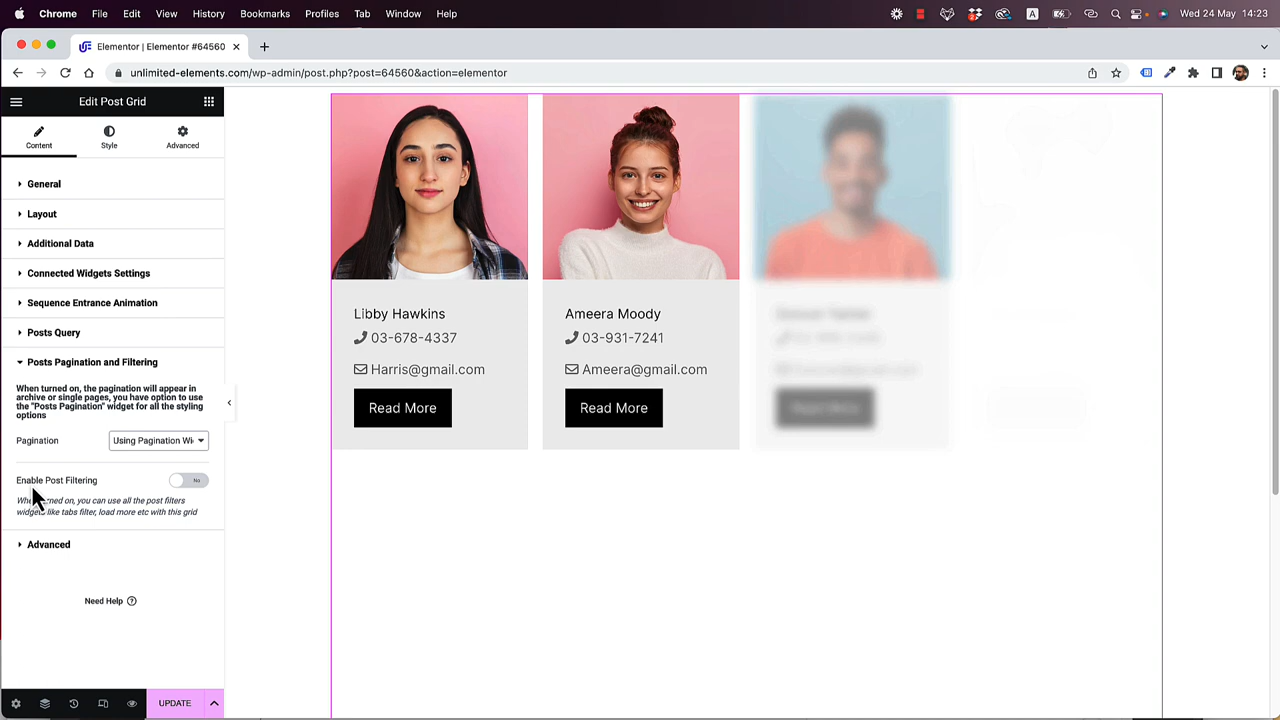 Chrome File Edit View History Bookmarks Profiles Tab Window Help A Wed 24 May 14:23
Elementor | Elementor #64560
unlimited-elements.com/wp-admin/post.php?post=64560&action=elementor
Edit Post Grid
Content Style Advanced
General
Layout
Additional Data
Connected Widgets Settings
Sequence Entrance Animation
Posts Query
Posts Pagination and Filtering
When turned on, the pagination will appear in
archive or single pages, you have option to use
the "Posts Pagination" widget for all the styling
options
Pagination Using Pagination Wi
Enable Post Filtering No
When turned on, you can use all the post filters
widgets like tabs filter, load more etc with this grid
Advanced
Need Help ?
UPDATE
Libby Hawkins
03-678-4337
Harris@gmail.com
Read More
Ameera Moody
03-931-7241
Ameera@gmail.com
Read More
Read More